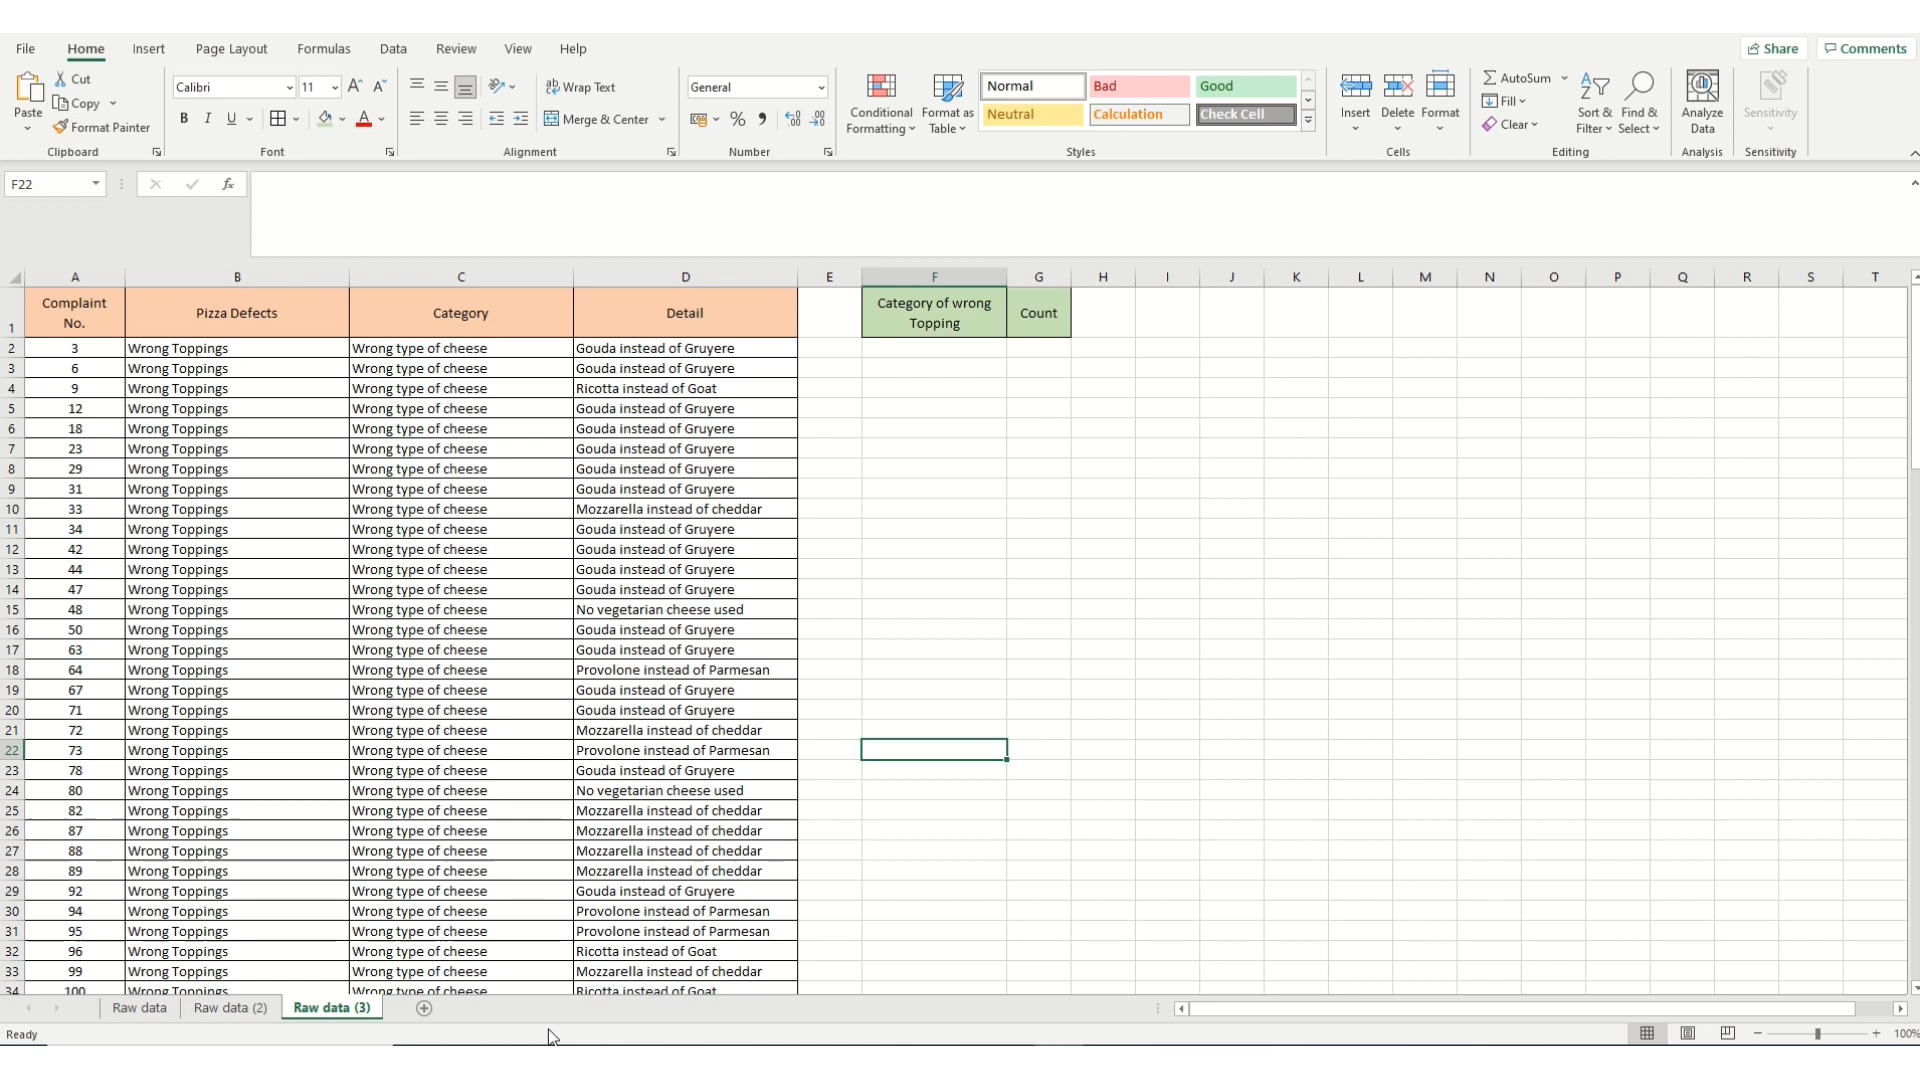 File Home Insert Page Layout Formulas Data Review View Help Share Comments
Paste Cut Calibri 11 Wrap Text General Conditional Formatting Format as Table Normal Bad Good Insert Delete Format AutoSum Sort & Filter Find & Select Analyze Data Sensitivity
Copy Format Painter B I U A Merge & Center % Neutral Calculation Check Cell Fill Clear
Clipboard Font Alignment Number Styles Cells Editing Analysis Sensitivity
F22 fx
A B C D E F G H I J K L M N O P Q R S T
1 Complaint No. Pizza Defects Category Detail Category of wrong Topping Count
2 3 Wrong Toppings Wrong type of cheese Gouda instead of Gruyere
3 6 Wrong Toppings Wrong type of cheese Gouda instead of Gruyere
4 9 Wrong Toppings Wrong type of cheese Ricotta instead of Goat
5 12 Wrong Toppings Wrong type of cheese Gouda instead of Gruyere
6 18 Wrong Toppings Wrong type of cheese Gouda instead of Gruyere
7 23 Wrong Toppings Wrong type of cheese Gouda instead of Gruyere
8 29 Wrong Toppings Wrong type of cheese Gouda instead of Gruyere
9 31 Wrong Toppings Wrong type of cheese Gouda instead of Gruyere
10 33 Wrong Toppings Wrong type of cheese Mozzarella instead of cheddar
11 34 Wrong Toppings Wrong type of cheese Gouda instead of Gruyere
12 42 Wrong Toppings Wrong type of cheese Gouda instead of Gruyere
13 44 Wrong Toppings Wrong type of cheese Gouda instead of Gruyere
14 47 Wrong Toppings Wrong type of cheese Gouda instead of Gruyere
15 48 Wrong Toppings Wrong type of cheese No vegetarian cheese used
16 50 Wrong Toppings Wrong type of cheese Gouda instead of Gruyere
17 63 Wrong Toppings Wrong type of cheese Gouda instead of Gruyere
18 64 Wrong Toppings Wrong type of cheese Provolone instead of Parmesan
19 67 Wrong Toppings Wrong type of cheese Gouda instead of Gruyere
20 71 Wrong Toppings Wrong type of cheese Gouda instead of Gruyere
21 72 Wrong Toppings Wrong type of cheese Mozzarella instead of cheddar
22 73 Wrong Toppings Wrong type of cheese Provolone instead of Parmesan
23 78 Wrong Toppings Wrong type of cheese Gouda instead of Gruyere
24 80 Wrong Toppings Wrong type of cheese No vegetarian cheese used
25 82 Wrong Toppings Wrong type of cheese Mozzarella instead of cheddar
26 87 Wrong Toppings Wrong type of cheese Mozzarella instead of cheddar
27 88 Wrong Toppings Wrong type of cheese Mozzarella instead of cheddar
28 89 Wrong Toppings Wrong type of cheese Mozzarella instead of cheddar
29 92 Wrong Toppings Wrong type of cheese Gouda instead of Gruyere
30 94 Wrong Toppings Wrong type of cheese Provolone instead of Parmesan
31 95 Wrong Toppings Wrong type of cheese Provolone instead of Parmesan
32 96 Wrong Toppings Wrong type of cheese Ricotta instead of Goat
33 99 Wrong Toppings Wrong type of cheese Mozzarella instead of cheddar
34 100 Wrong Toppings Wrong type of cheese Ricotta instead of Goat
Raw data Raw data (2) Raw data (3)
Ready 100%